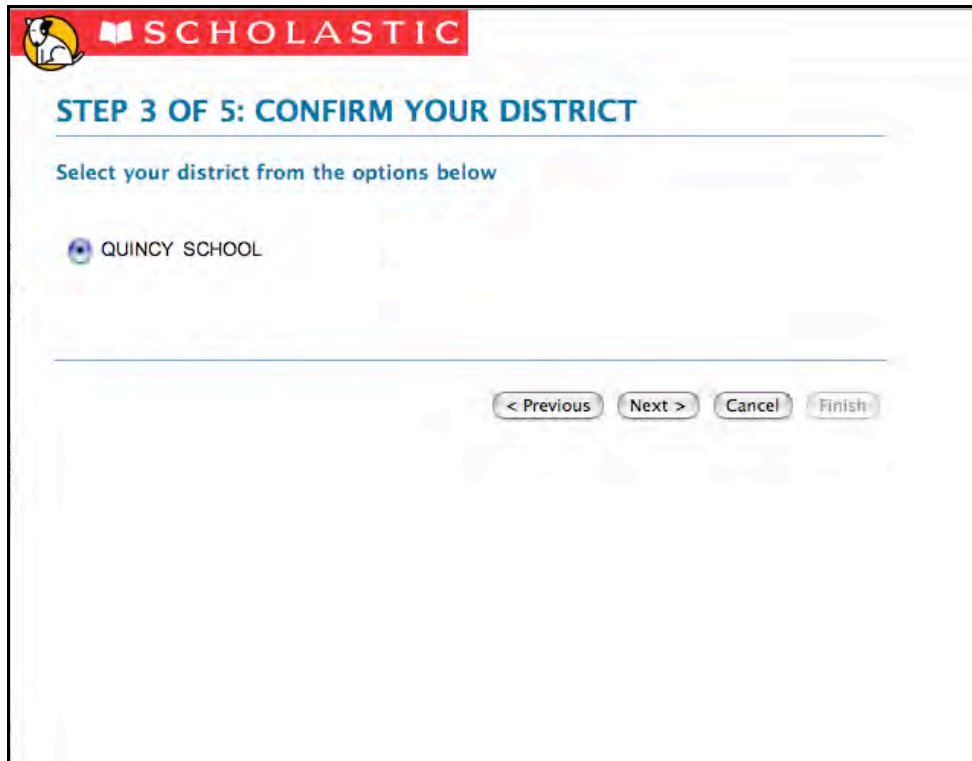 SCHOLASTIC
STEP 3 OF 5: CONFIRM YOUR DISTRICT
Select your district from the options below
QUINCY SCHOOL
< Previous Next > Cancel Finish